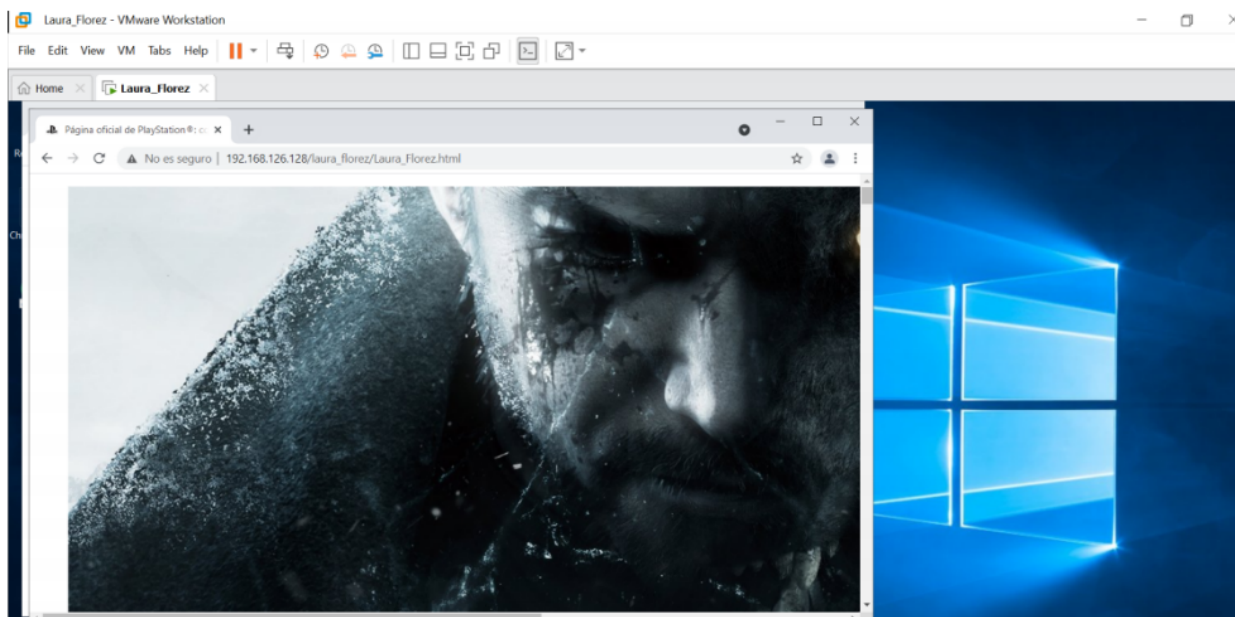 Laura_Florez - VMware Workstation
File Edit View VM Tabs Help
Home
Laura_Florez
Página oficial de PlayStation®: c
No es seguro | 192.168.126.128/laura_florez/Laura_Florez.html
R
Ch